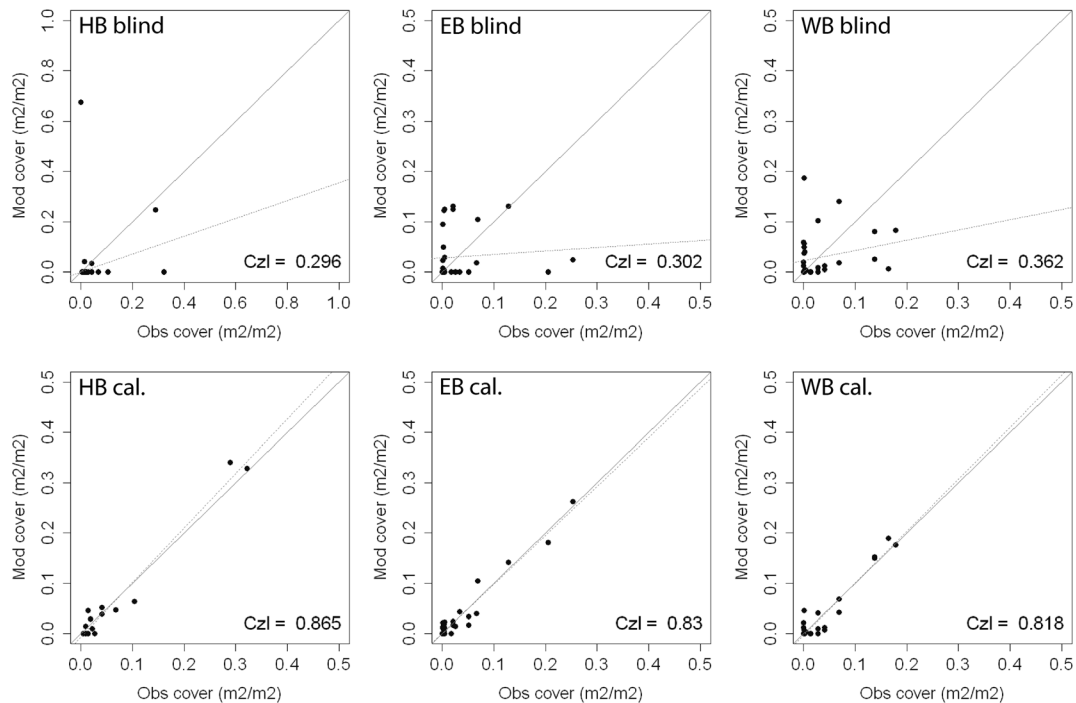 HB blind
Mod cover (m2/m2)
0.0 0.2 0.4 0.6 0.8 1.0
Czl = 0.296
0.0 0.2 0.4 0.6 0.8 1.0
Obs cover (m2/m2)
EB blind
Mod cover (m2/m2)
0.0 0.1 0.2 0.3 0.4 0.5
Czl = 0.302
0.0 0.1 0.2 0.3 0.4 0.5
Obs cover (m2/m2)
WB blind
Mod cover (m2/m2)
0.0 0.1 0.2 0.3 0.4 0.5
Czl = 0.362
0.0 0.1 0.2 0.3 0.4 0.5
Obs cover (m2/m2)
HB cal.
Mod cover (m2/m2)
0.0 0.1 0.2 0.3 0.4 0.5
Czl = 0.865
0.0 0.1 0.2 0.3 0.4 0.5
Obs cover (m2/m2)
EB cal.
Mod cover (m2/m2)
0.0 0.1 0.2 0.3 0.4 0.5
Czl = 0.83
0.0 0.1 0.2 0.3 0.4 0.5
Obs cover (m2/m2)
WB cal.
Mod cover (m2/m2)
0.0 0.1 0.2 0.3 0.4 0.5
Czl = 0.818
0.0 0.1 0.2 0.3 0.4 0.5
Obs cover (m2/m2)